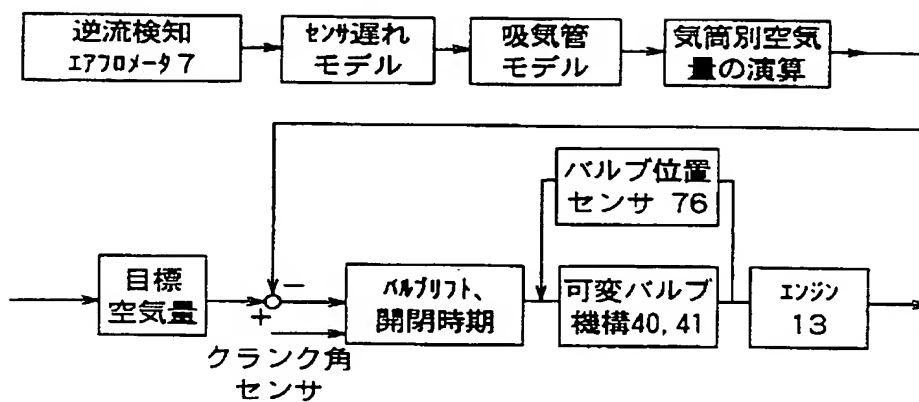 逆流検知
エアフロメータ7
センサ遅れ
モデル
吸気管
モデル
気筒別空気
量の演算
バルブ位置
センサ 76
目標
空気量
−
+
バルブリフト、
開閉時期
可変バルブ
機構40, 41
エンジン
13
クランク角
センサ